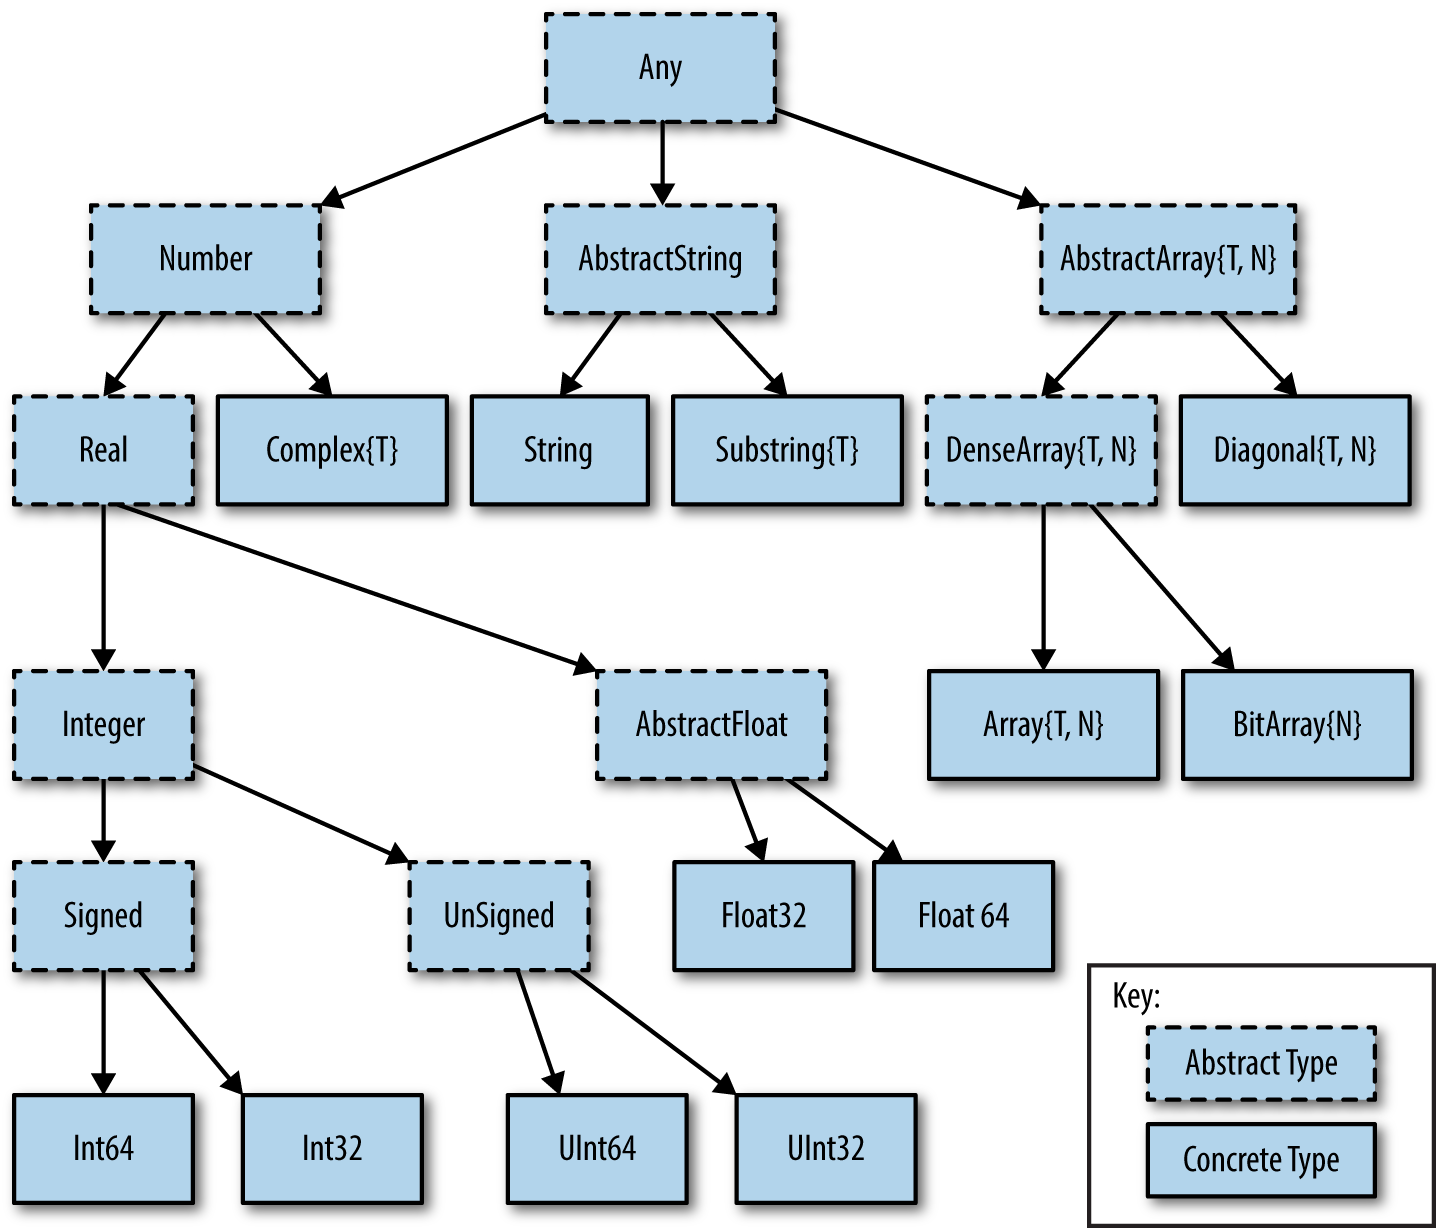 Any
Number
AbstractString
AbstractArray{T, N}
Real
Complex{T}
String
Substring{T}
DenseArray{T, N}
Diagonal{T, N}
Integer
AbstractFloat
Array{T, N}
BitArray{N}
Signed
UnSigned
Float32
Float 64
Key:
Abstract Type
Int64
Int32
UInt64
UInt32
Concrete Type